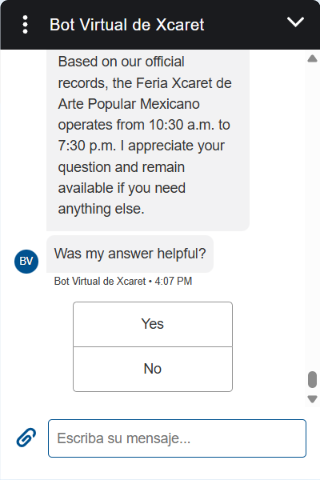 Bot Virtual de Xcaret
Based on our official
records, the Feria Xcaret de
Arte Popular Mexicano
operates from 10:30 a.m. to
7:30 p.m. I appreciate your
question and remain
available if you need
anything else.
Was my answer helpful?
BV
Bot Virtual de Xcaret • 4:07 PM
Yes
No
Escriba su mensaje...